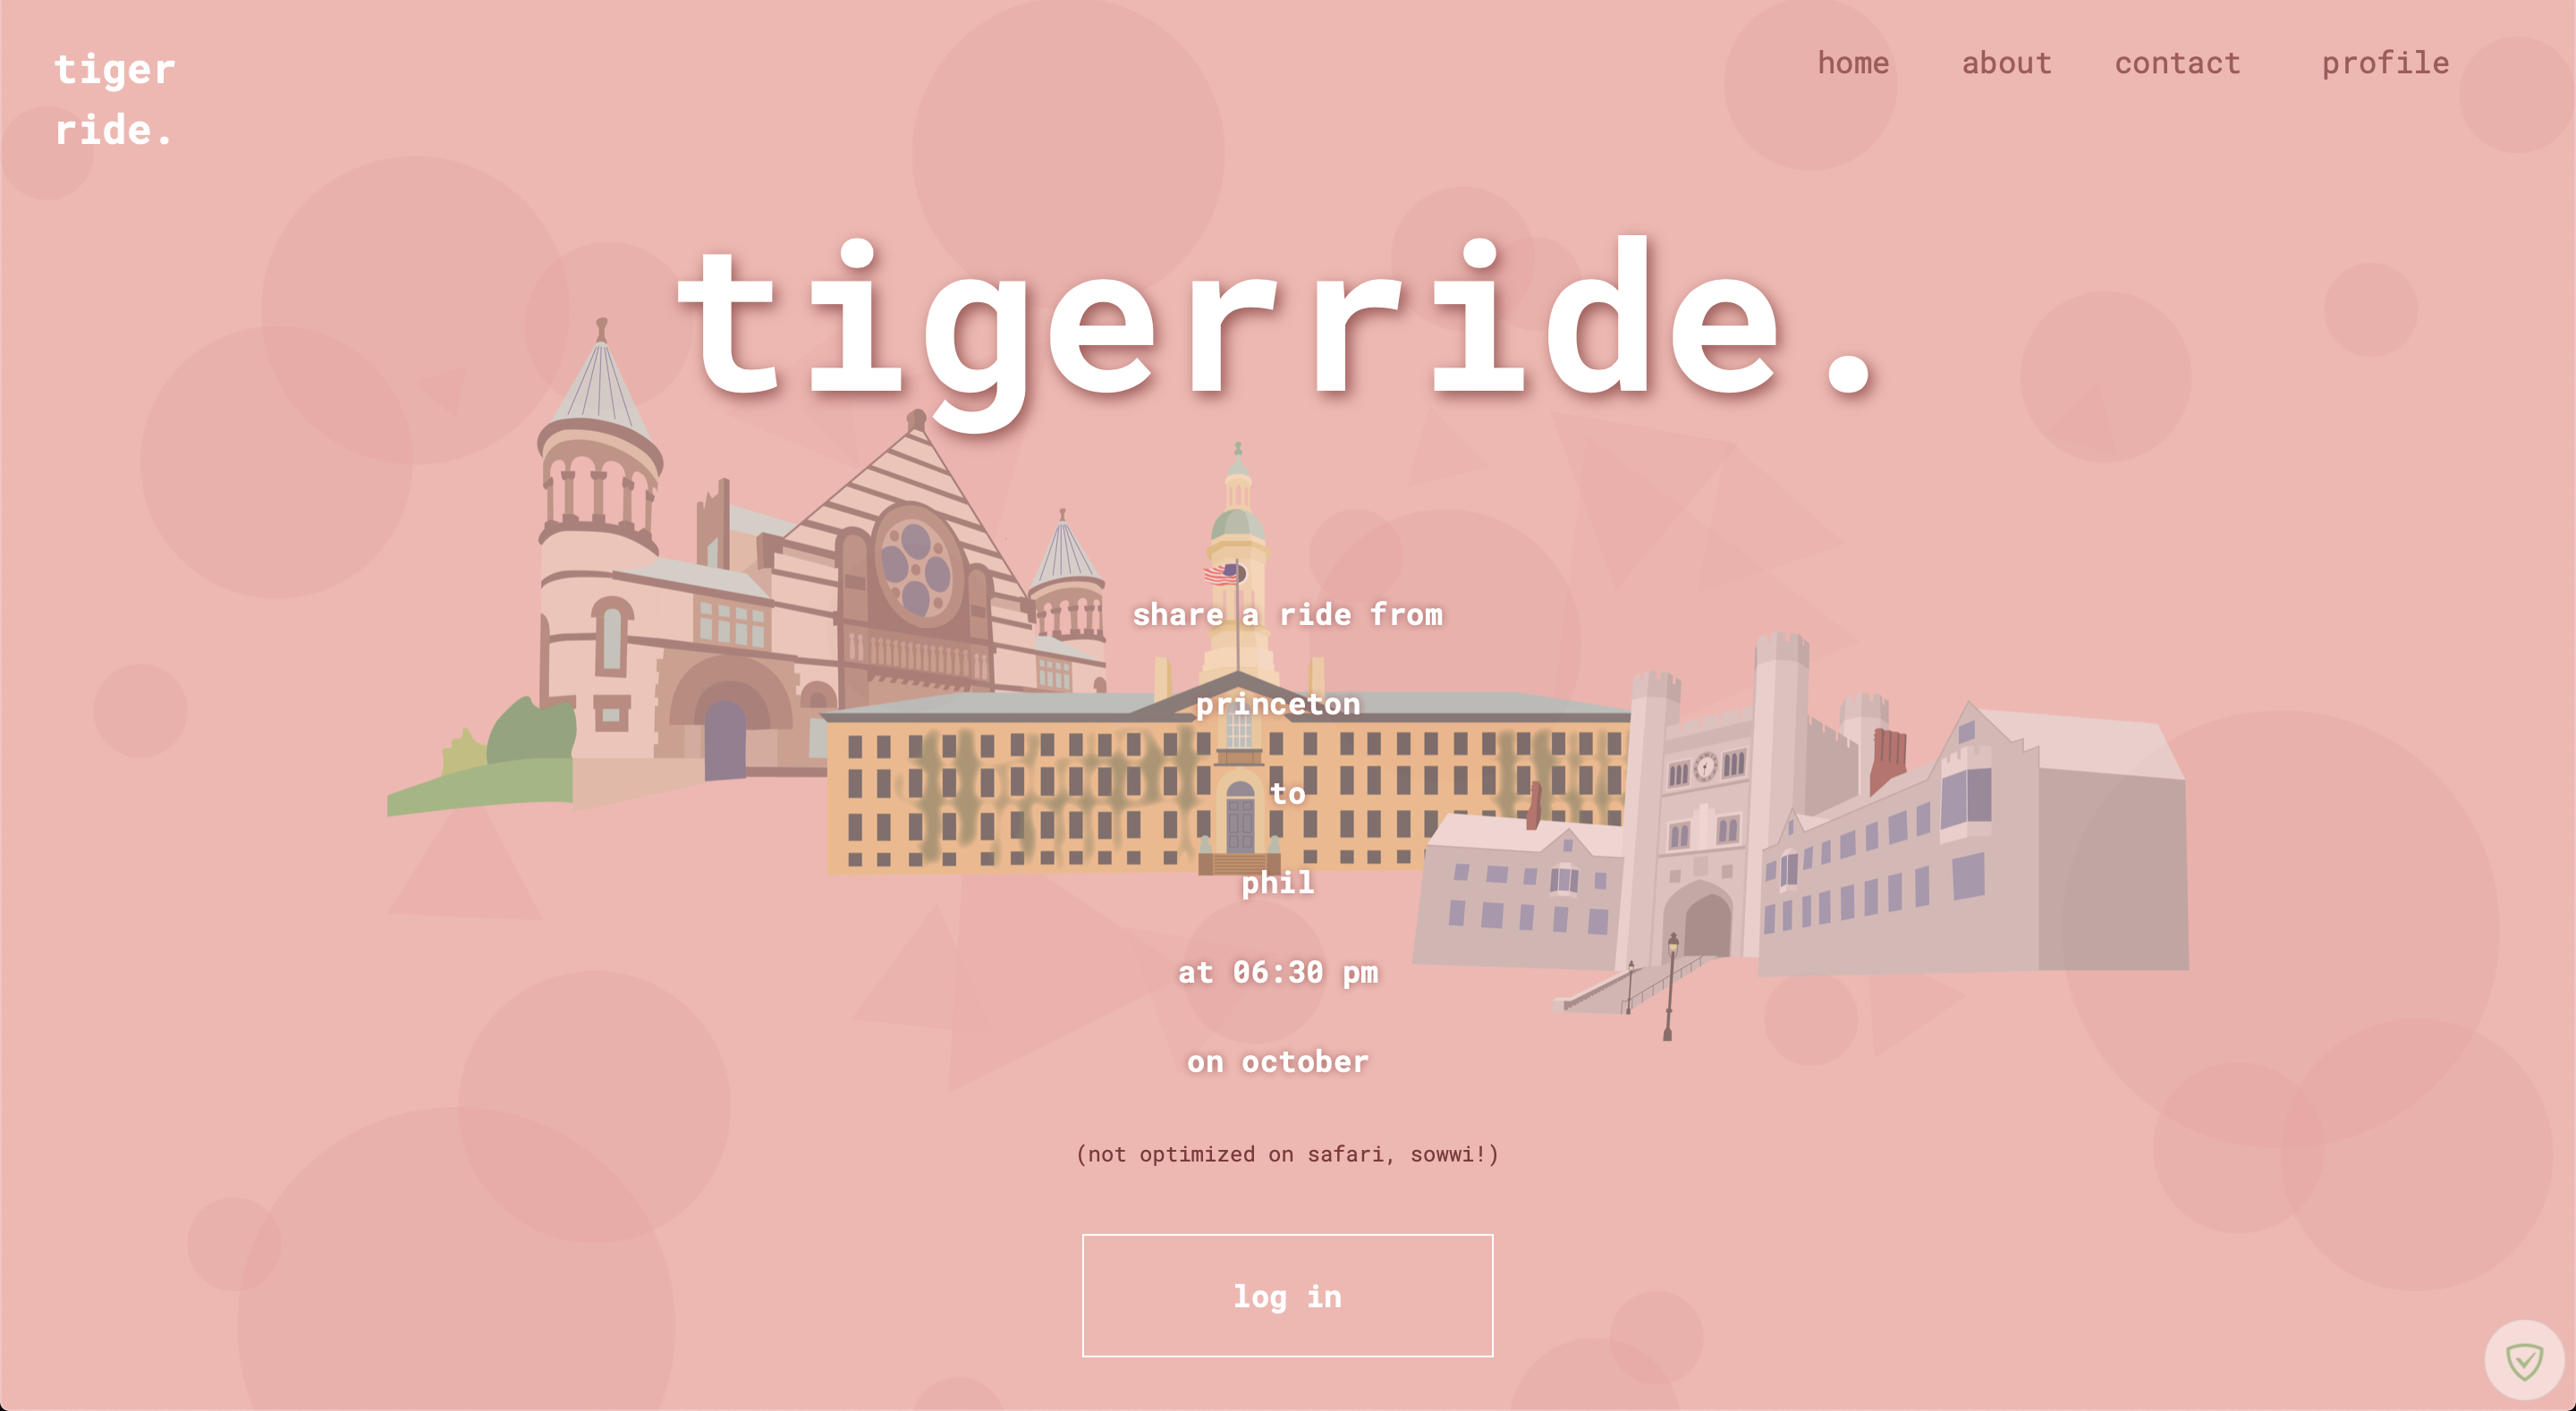 tiger
ride.
home about contact profile
tigerride.
share a ride from
princeton
to
phil
at 06:30 pm
on october
(not optimized on safari, sowwi!)
log in